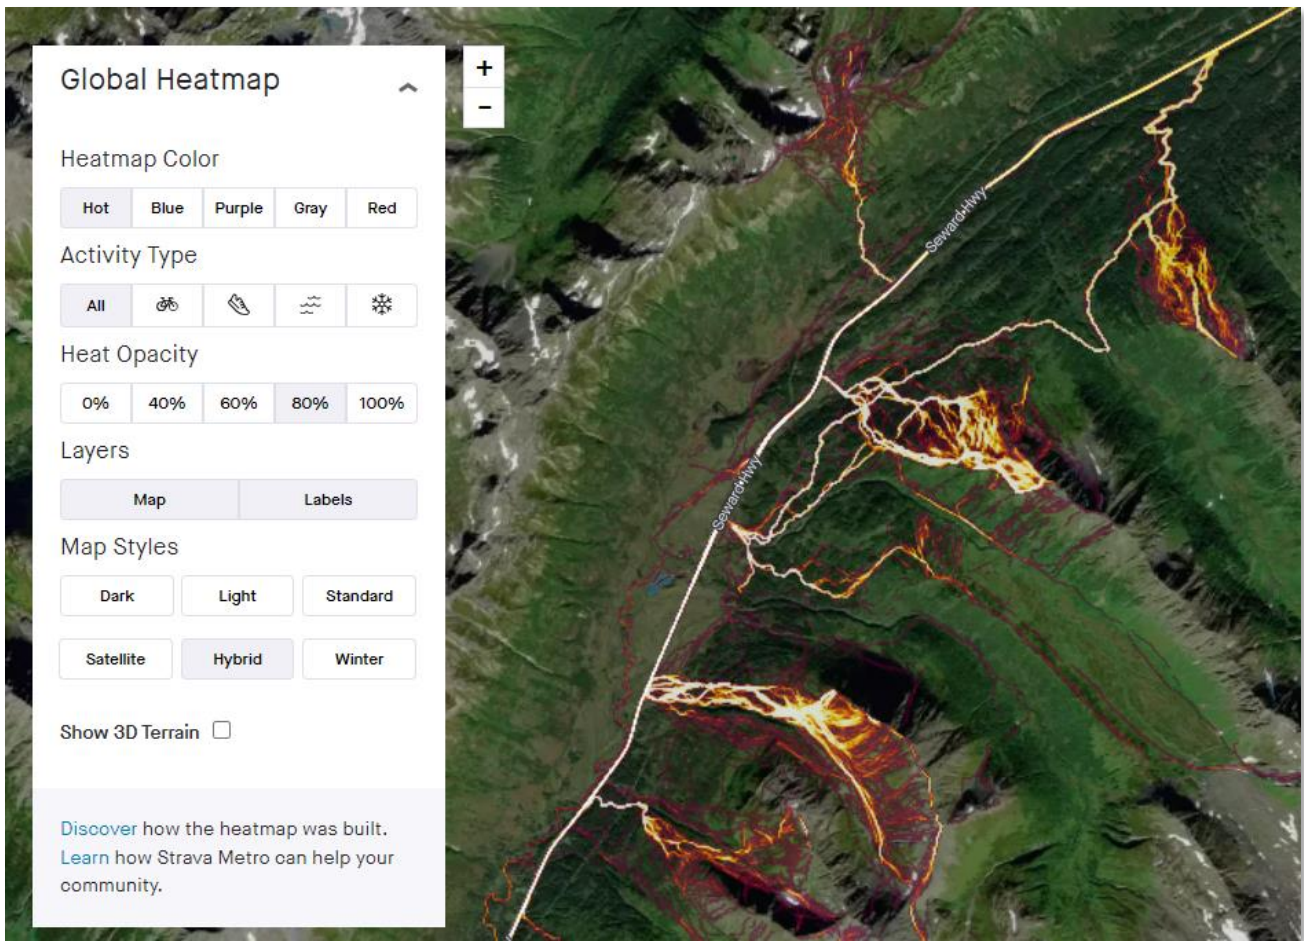 Global Heatmap
+
−
Heatmap Color
Hot Blue Purple Gray Red
Activity Type
All
Heat Opacity
0% 40% 60% 80% 100%
Layers
Map Labels
Map Styles
Dark Light Standard
Satellite Hybrid Winter
Show 3D Terrain
Discover how the heatmap was built.
Learn how Strava Metro can help your
community.
Seward Hwy
Seward Hwy